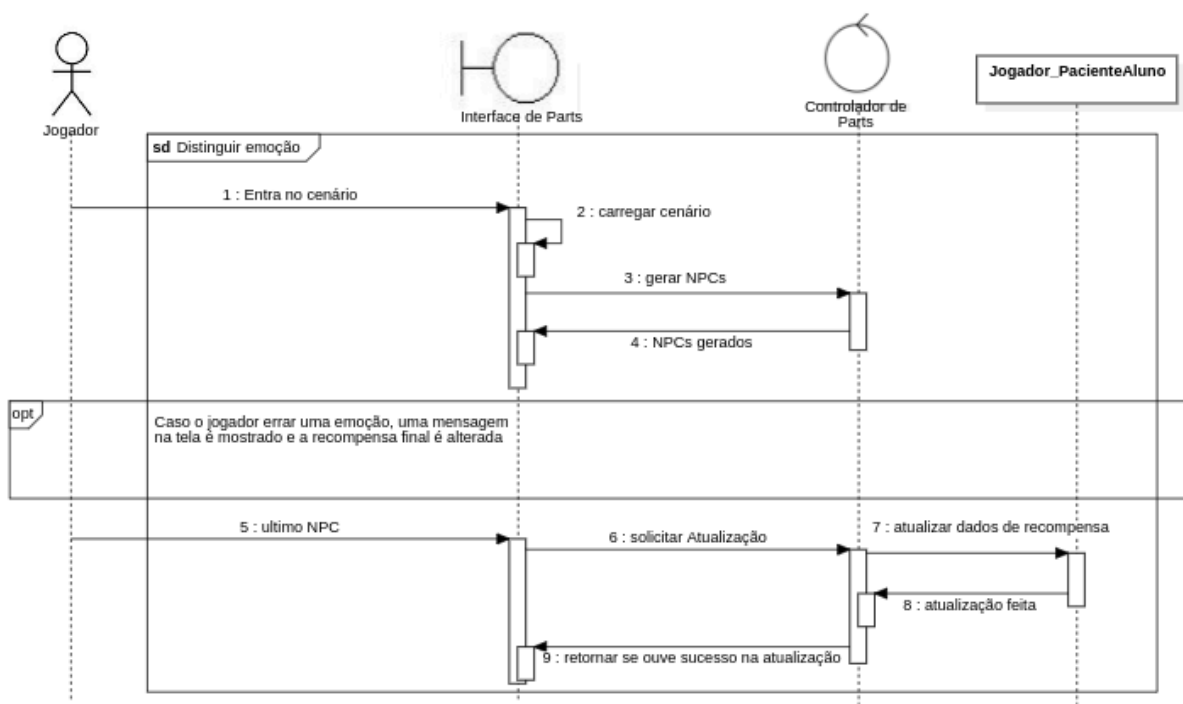 Jogador
Interface de Parts
Controlador de
Parts
Jogador_PacienteAluno
sd Distinguir emoção
1 : Entra no cenário
2 : carregar cenário
3 : gerar NPCs
4 : NPCs gerados
opt
Caso o jogador errar uma emoção, uma mensagem
na tela è mostrado e a recompensa final é alterada
5 : ultimo NPC
6 : solicitar Atualização
7 : atualizar dados de recompensa
8 : atualização feita
9 : retornar se ouve sucesso na atualização